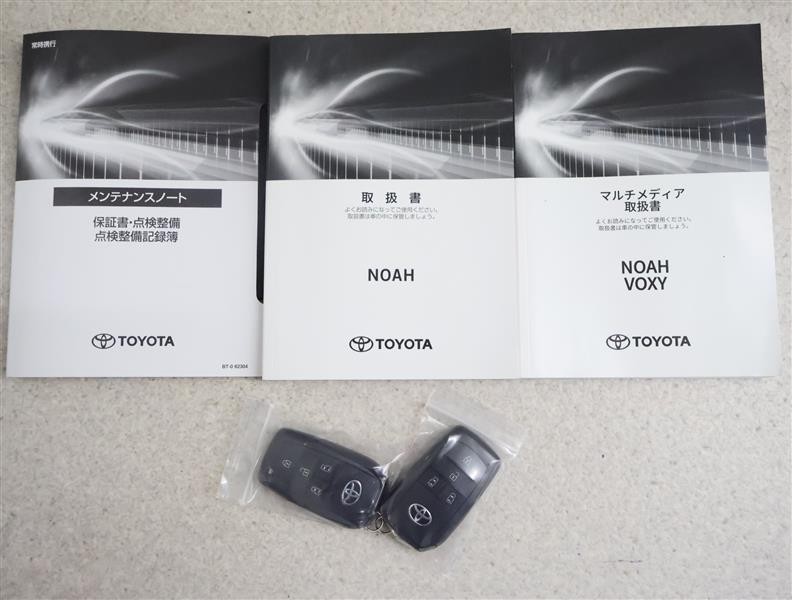 常時携行
メンテナンスノート
保証書・点検整備
点検整備記録簿
TOYOTA
BT-0 62304
取扱書
よくお読みになってご使用ください。
取扱書は車の中に保管しましょう。
NOAH
TOYOTA
マルチメディア
取扱書
よくお読みになってご使用ください。
取扱書は車の中に保管しましょう。
NOAH
VOXY
TOYOTA